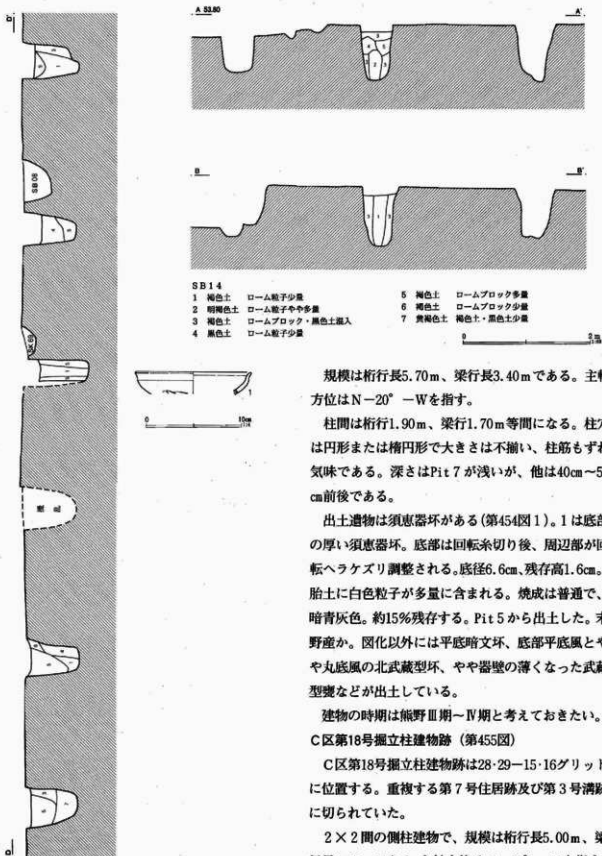 A 53.80
A'
B
B'
D'
D
SB08
SK69
SB14
1 褐色土 ローム粒子少量
2 明褐色土 ローム粒子やや多量
3 褐色土 ロームブロック・黒色土混入
4 黒色土 ローム粒子少量
5 褐色土 ロームブロック多量
6 褐色土 ロームブロック少量
7 黄褐色土 褐色土・黒色土少量
0 2m
1
0 10cm
規模は桁行長5.70m、梁行長3.40mである。主軸
方位はN-20°-Wを指す。
柱間は桁行1.90m、梁行1.70m等間になる。柱穴
は円形または楕円形で大きさは不揃い、柱筋もずれ
気味である。深さはPit 7が浅いが、他は40cm~5
cm前後である。
出土遺物は須恵器坏がある(第454図1)。1は底部
の厚い須恵器坏。底部は回転糸切り後、周辺部が回
転ヘラケズリ調整される。底径6.6cm、残存高1.6cm。
胎土に白色粒子が多量に含まれる。焼成は普通で、
暗青灰色。約15%残存する。Pit 5から出土した。末
野産か。図化以外には平底暗文坏、底部平底風とや
や丸底風の北武蔵型坏、やや器壁の薄くなった武蔵
型甕などが出土している。
建物の時期は熊野Ⅲ期~Ⅳ期と考えておきたい。
C区第18号掘立柱建物跡(第455図)
C区第18号掘立柱建物跡は28·29-15·16グリッド
に位置する。重複する第7号住居跡及び第3号溝跡
に切られていた。
2×2間の側柱建物で、規模は桁行長5.00m、梁